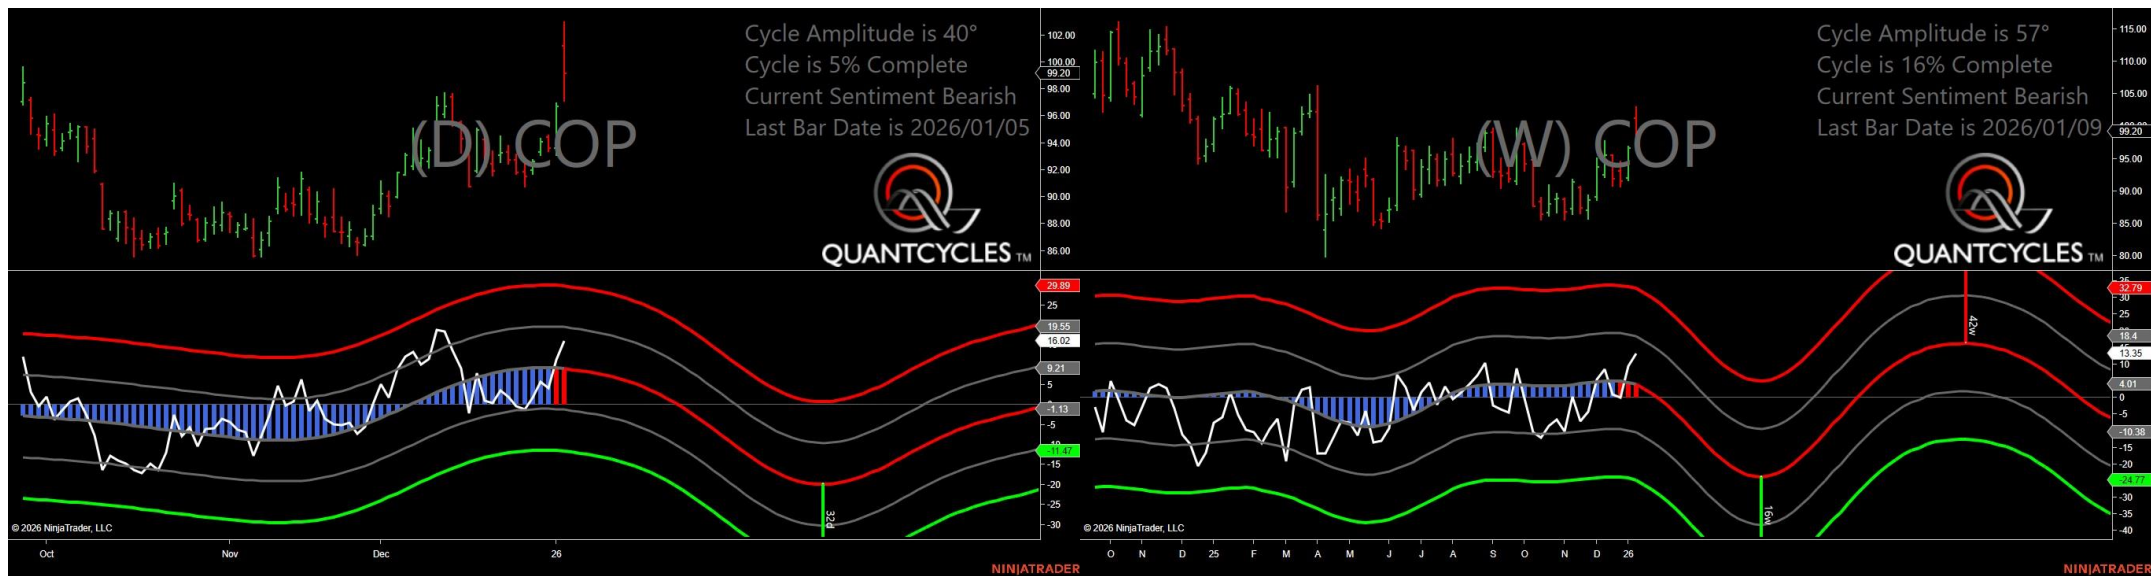 Cycle Amplitude is 40°
Cycle is 5% Complete
Current Sentiment Bearish
Last Bar Date is 2026/01/05
(D) COP
QUANTCYCLES TM
102.00
100.00
99.20
98.00
96.00
94.00
92.00
90.00
88.00
86.00
29.89
25
19.55
16.02
9.21
5
-1.13
-5
-11.47
-15
-20
-25
-30
32d
© 2026 NinjaTrader, LLC
Oct Nov Dec 26
NINJATRADER
Cycle Amplitude is 57°
Cycle is 16% Complete
Current Sentiment Bearish
Last Bar Date is 2026/01/09
(W) COP
QUANTCYCLES TM
115.00
110.00
105.00
99.20
95.00
90.00
85.00
80.00
32.79
30
25
18.4
13.35
10
4.01
0
-5
-10.38
-15
-20
-24.77
-30
-35
-40
42w
16w
© 2026 NinjaTrader, LLC
O N D 25 F M A M J J A S O N D 26
NINJATRADER